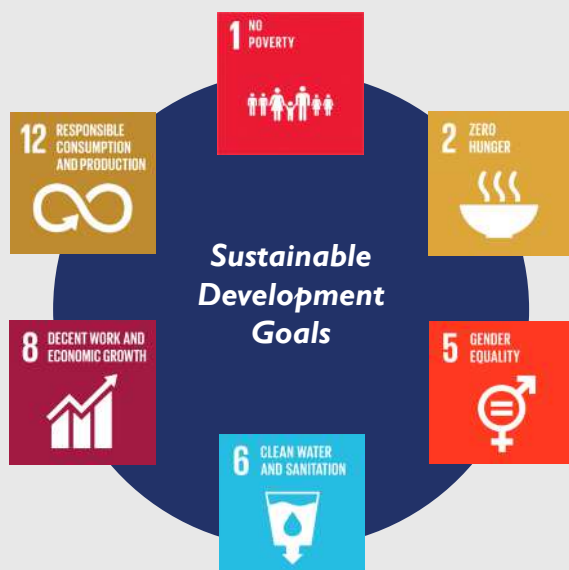 1 NO
POVERTY
2 ZERO
HUNGER
5 GENDER
EQUALITY
6 CLEAN WATER
AND SANITATION
8 DECENT WORK AND
ECONOMIC GROWTH
12 RESPONSIBLE
CONSUMPTION
AND PRODUCTION
Sustainable
Development
Goals